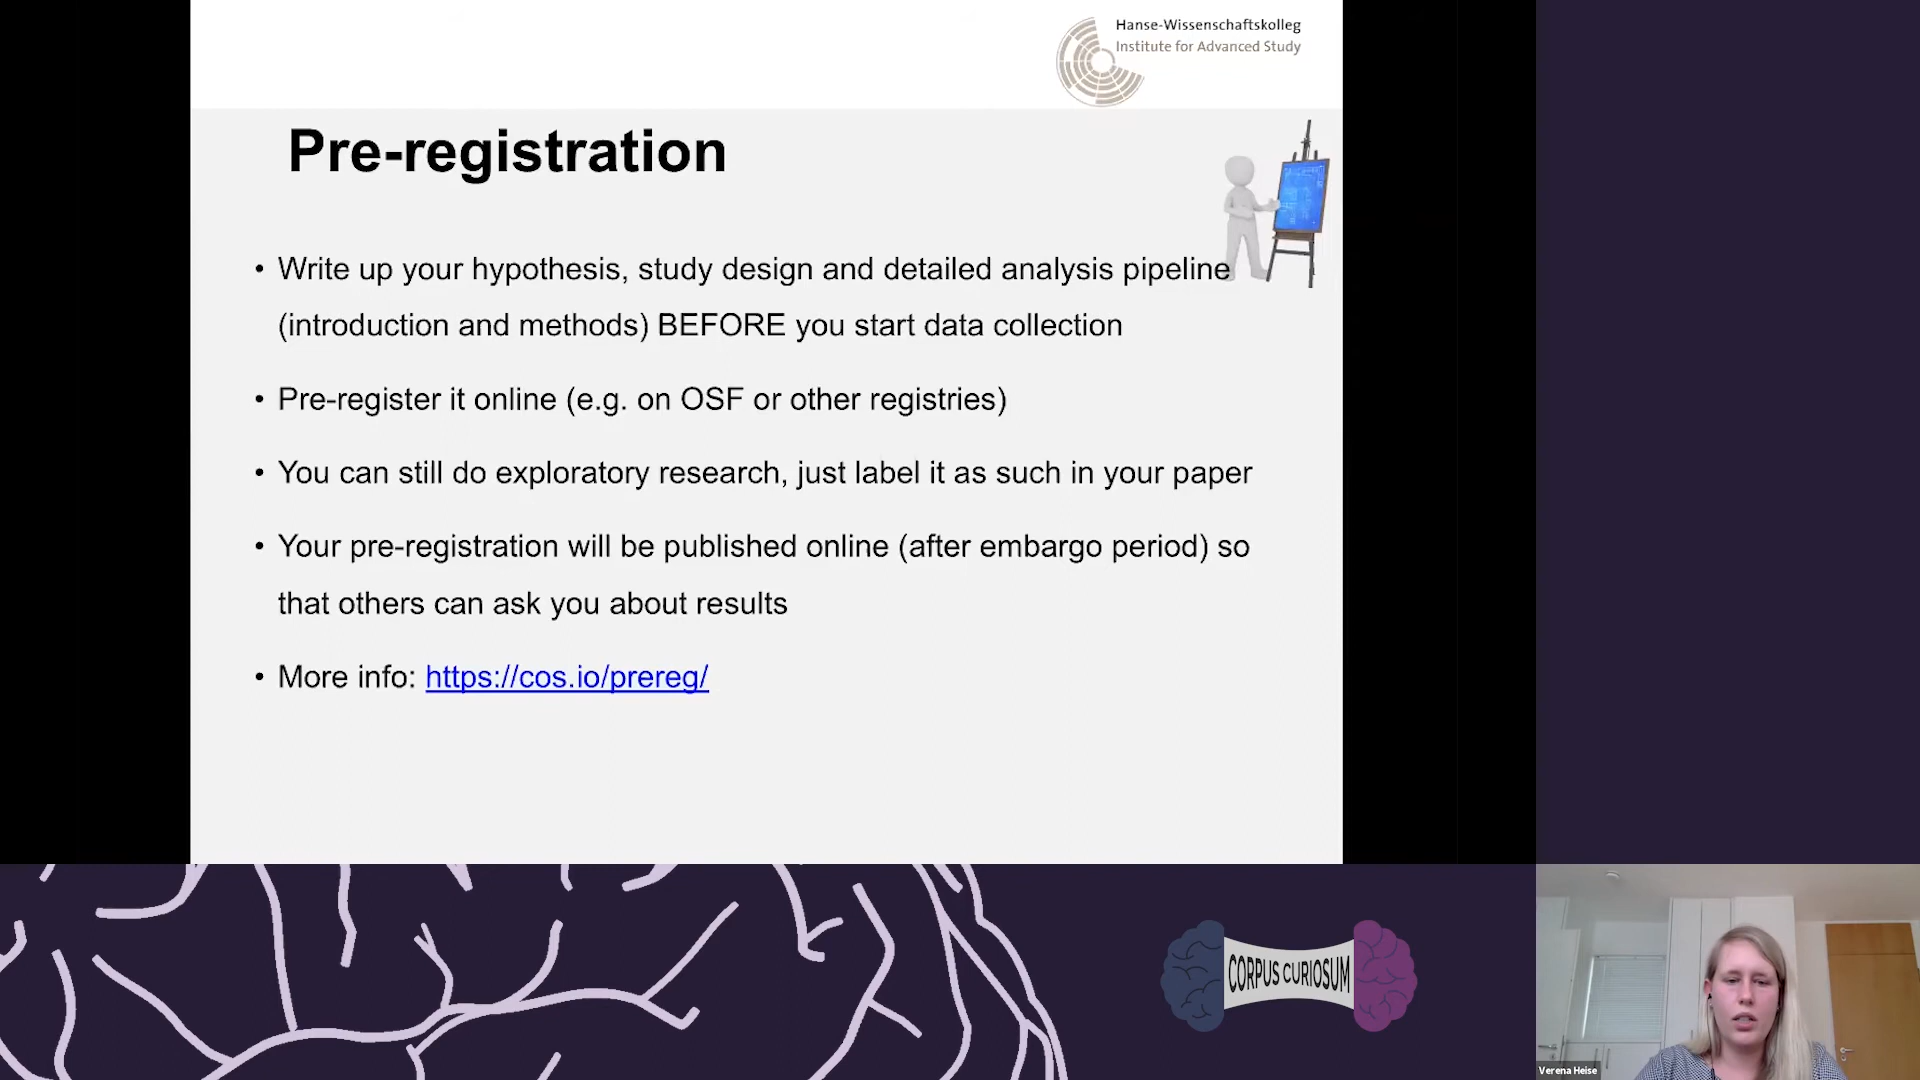 Hanse-Wissenschaftskolleg
Institute for Advanced Study
Pre-registration
• Write up your hypothesis, study design and detailed analysis pipeline
(introduction and methods) BEFORE you start data collection
• Pre-register it online (e.g. on OSF or other registries)
• You can still do exploratory research, just label it as such in your paper
• Your pre-registration will be published online (after embargo period) so
that others can ask you about results
• More info: https://cos.io/prereg/
CORPUS CURIOSUM
Verena Heise